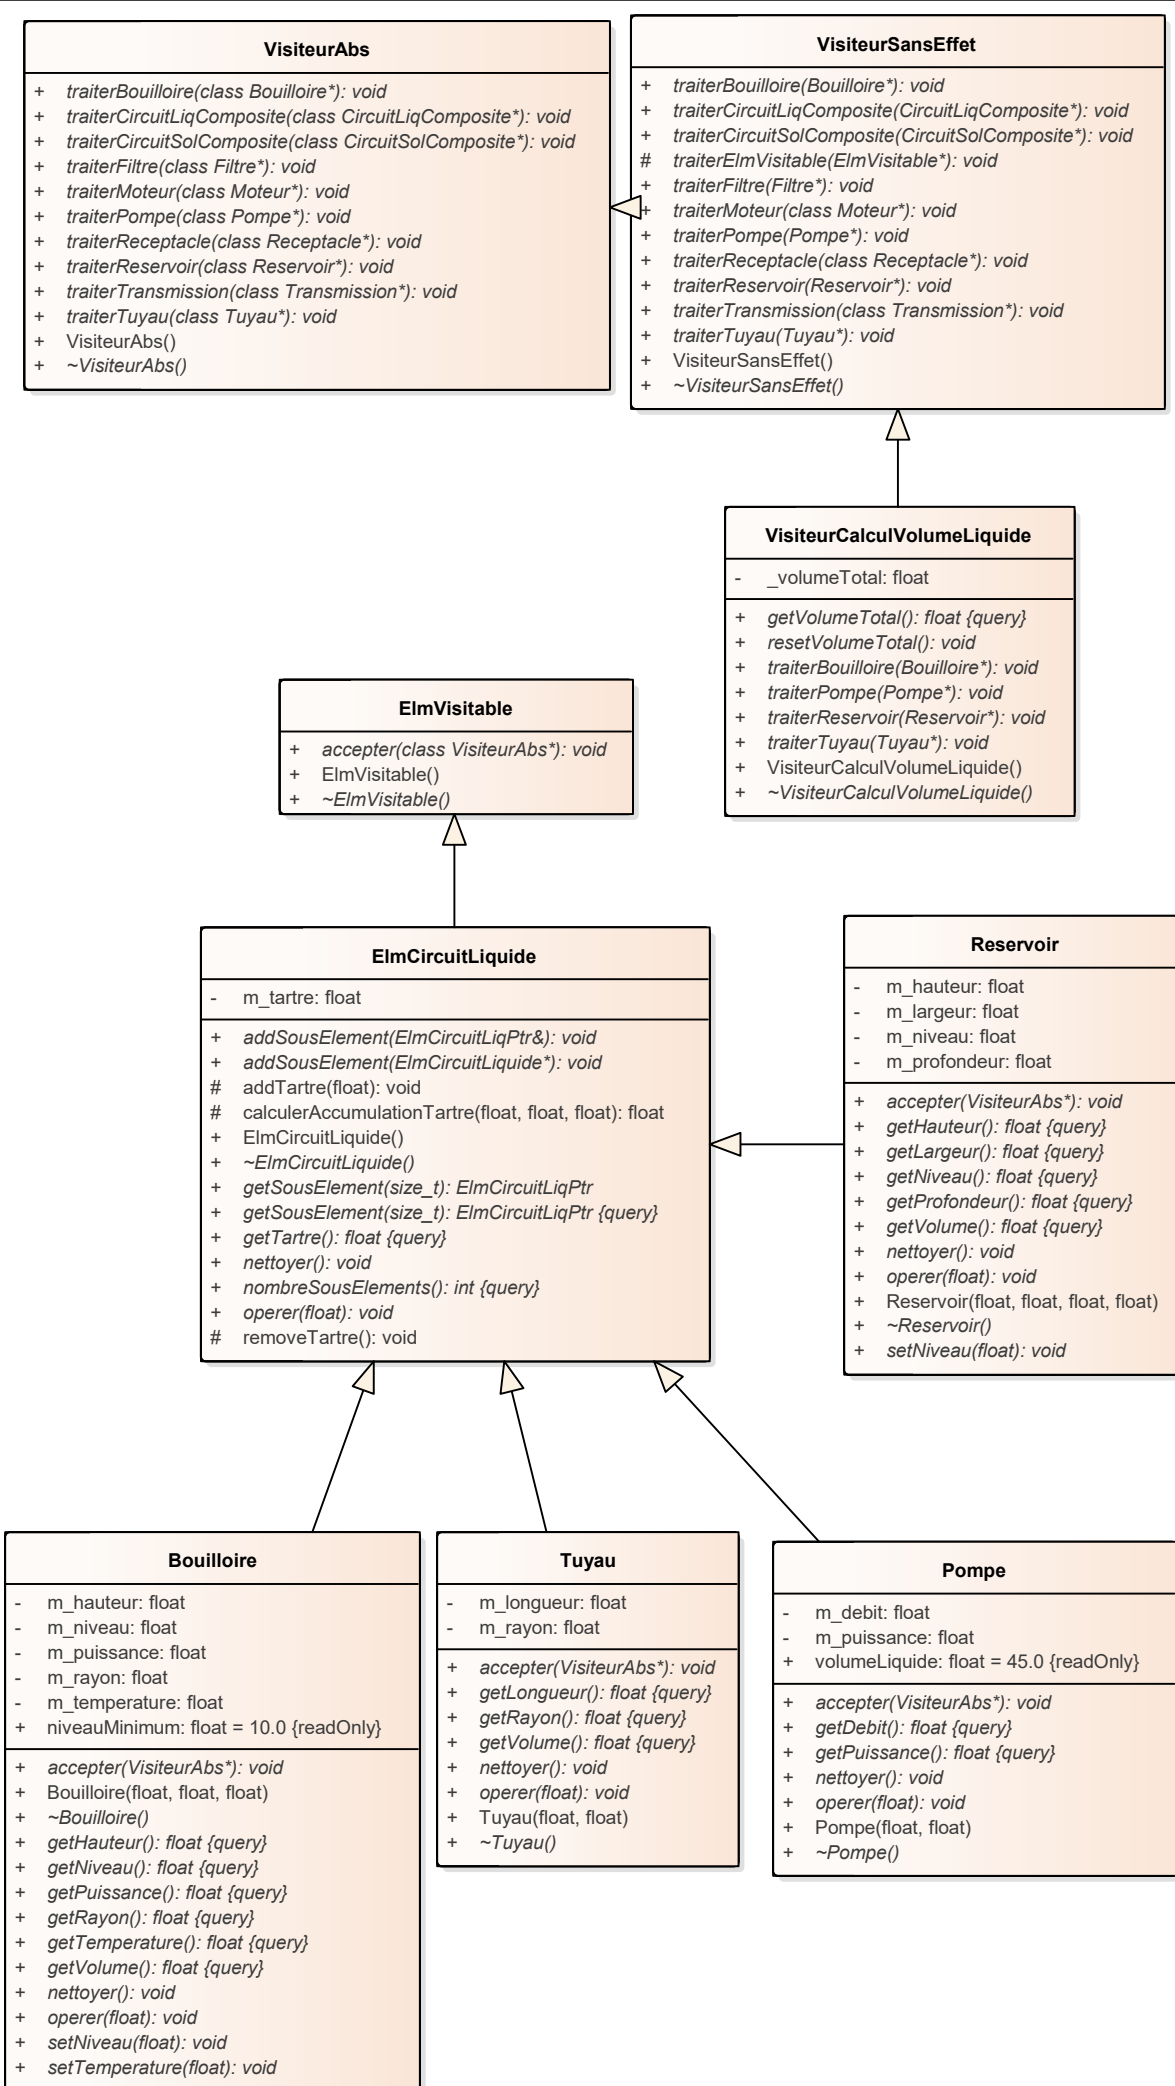 VisiteurAbs
+ traiterBouilloire(class Bouilloire*): void
+ traiterCircuitLiqComposite(class CircuitLiqComposite*): void
+ traiterCircuitSolComposite(class CircuitSolComposite*): void
+ traiterFiltre(class Filtre*): void
+ traiterMoteur(class Moteur*): void
+ traiterPompe(class Pompe*): void
+ traiterReceptacle(class Receptacle*): void
+ traiterReservoir(class Reservoir*): void
+ traiterTransmission(class Transmission*): void
+ traiterTuyau(class Tuyau*): void
+ VisiteurAbs()
+ ~VisiteurAbs()
VisiteurSansEffet
+ traiterBouilloire(Bouilloire*): void
+ traiterCircuitLiqComposite(CircuitLiqComposite*): void
+ traiterCircuitSolComposite(CircuitSolComposite*): void
# traiterElmVisitable(ElmVisitable*): void
+ traiterFiltre(Filtre*): void
+ traiterMoteur(class Moteur*): void
+ traiterPompe(Pompe*): void
+ traiterReceptacle(class Receptacle*): void
+ traiterReservoir(Reservoir*): void
+ traiterTransmission(class Transmission*): void
+ traiterTuyau(Tuyau*): void
+ VisiteurSansEffet()
+ ~VisiteurSansEffet()
VisiteurCalculVolumeLiquide
- _volumeTotal: float
+ getVolumeTotal(): float {query}
+ resetVolumeTotal(): void
+ traiterBouilloire(Bouilloire*): void
+ traiterPompe(Pompe*): void
+ traiterReservoir(Reservoir*): void
+ traiterTuyau(Tuyau*): void
+ VisiteurCalculVolumeLiquide()
+ ~VisiteurCalculVolumeLiquide()
ElmVisitable
+ accepter(class VisiteurAbs*): void
+ ElmVisitable()
+ ~ElmVisitable()
ElmCircuitLiquide
- m_tartre: float
+ addSousElement(ElmCircuitLiqPtr&): void
+ addSousElement(ElmCircuitLiquide*): void
# addTartre(float): void
# calculerAccumulationTartre(float, float, float): float
+ ElmCircuitLiquide()
+ ~ElmCircuitLiquide()
+ getSousElement(size_t): ElmCircuitLiqPtr
+ getSousElement(size_t): ElmCircuitLiqPtr {query}
+ getTartre(): float {query}
+ nettoyer(): void
+ nombreSousElements(): int {query}
+ operer(float): void
# removeTartre(): void
Reservoir
- m_hauteur: float
- m_largeur: float
- m_niveau: float
- m_profondeur: float
+ accepter(VisiteurAbs*): void
+ getHauteur(): float {query}
+ getLargeur(): float {query}
+ getNiveau(): float {query}
+ getProfondeur(): float {query}
+ getVolume(): float {query}
+ nettoyer(): void
+ operer(float): void
+ Reservoir(float, float, float, float)
+ ~Reservoir()
+ setNiveau(float): void
Bouilloire
- m_hauteur: float
- m_niveau: float
- m_puissance: float
- m_rayon: float
- m_temperature: float
+ niveauMinimum: float = 10.0 {readOnly}
+ accepter(VisiteurAbs*): void
+ Bouilloire(float, float, float)
+ ~Bouilloire()
+ getHauteur(): float {query}
+ getNiveau(): float {query}
+ getPuissance(): float {query}
+ getRayon(): float {query}
+ getTemperature(): float {query}
+ getVolume(): float {query}
+ nettoyer(): void
+ operer(float): void
+ setNiveau(float): void
+ setTemperature(float): void
Tuyau
- m_longueur: float
- m_rayon: float
+ accepter(VisiteurAbs*): void
+ getLongueur(): float {query}
+ getRayon(): float {query}
+ getVolume(): float {query}
+ nettoyer(): void
+ operer(float): void
+ Tuyau(float, float)
+ ~Tuyau()
Pompe
- m_debit: float
- m_puissance: float
+ volumeLiquide: float = 45.0 {readOnly}
+ accepter(VisiteurAbs*): void
+ getDebit(): float {query}
+ getPuissance(): float {query}
+ nettoyer(): void
+ operer(float): void
+ Pompe(float, float)
+ ~Pompe()